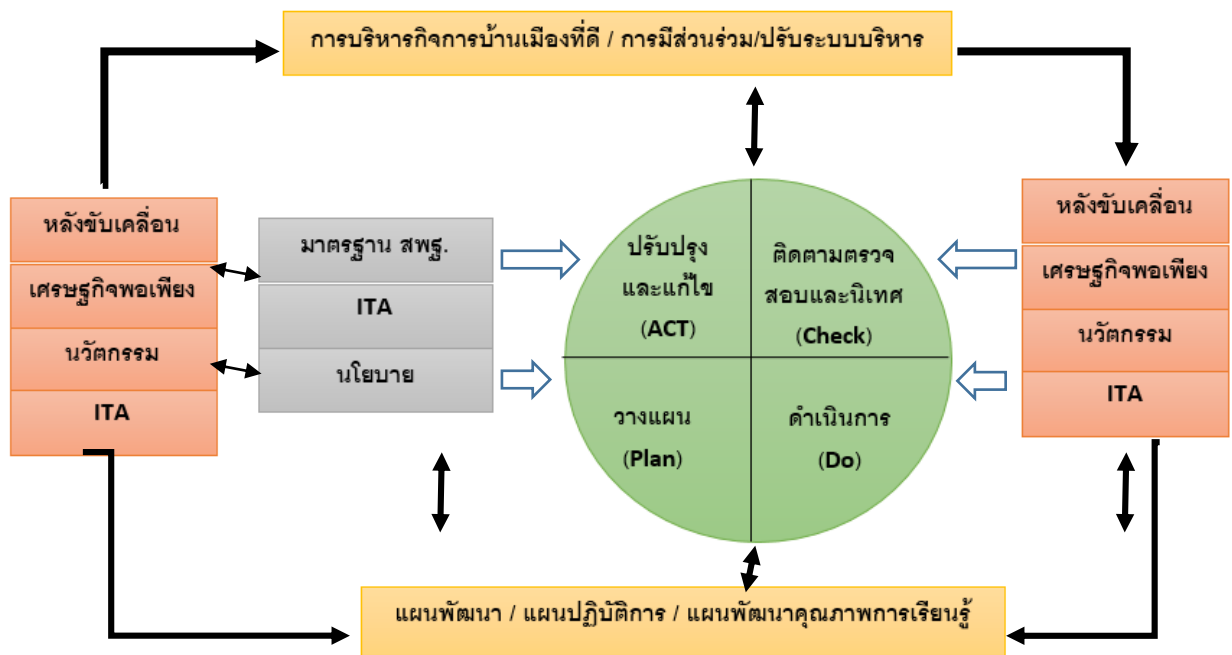 การบริหารกิจการบ้านเมืองที่ดี / การมีส่วนร่วม/ปรับระบบบริหาร
หลังขับเคลื่อน
เศรษฐกิจพอเพียง
นวัตกรรม
ITA
มาตรฐาน สพฐ.
ITA
นโยบาย
ปรับปรุง
และแก้ไข
(ACT)
ติดตามตรวจ
สอบและนิเทศ
(Check)
วางแผน
(Plan)
ดำเนินการ
(Do)
หลังขับเคลื่อน
เศรษฐกิจพอเพียง
นวัตกรรม
ITA
แผนพัฒนา / แผนปฏิบัติการ / แผนพัฒนาคุณภาพการเรียนรู้